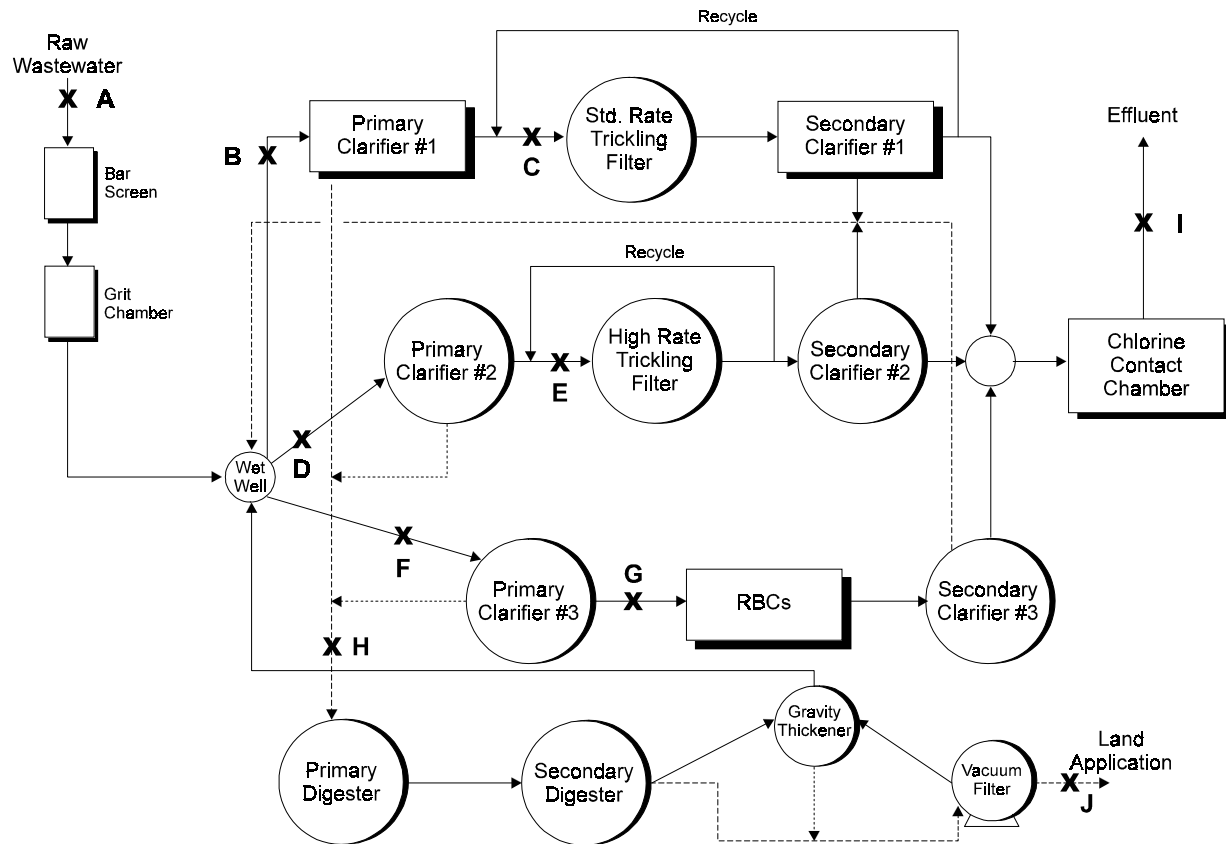 Recycle
Raw
Wastewater
X A
Bar
Screen
Grit
Chamber
B X
Primary
Clarifier #1
X
C
Std. Rate
Trickling
Filter
Secondary
Clarifier #1
Effluent
X I
Recycle
Primary
Clarifier #2
X
E
High Rate
Trickling
Filter
Secondary
Clarifier #2
Chlorine
Contact
Chamber
Wet
Well
X
D
X
F
Primary
Clarifier #3
G
X
RBCs
Secondary
Clarifier #3
X H
Primary
Digester
Secondary
Digester
Gravity
Thickener
Vacuum
Filter
Land
Application
X
J